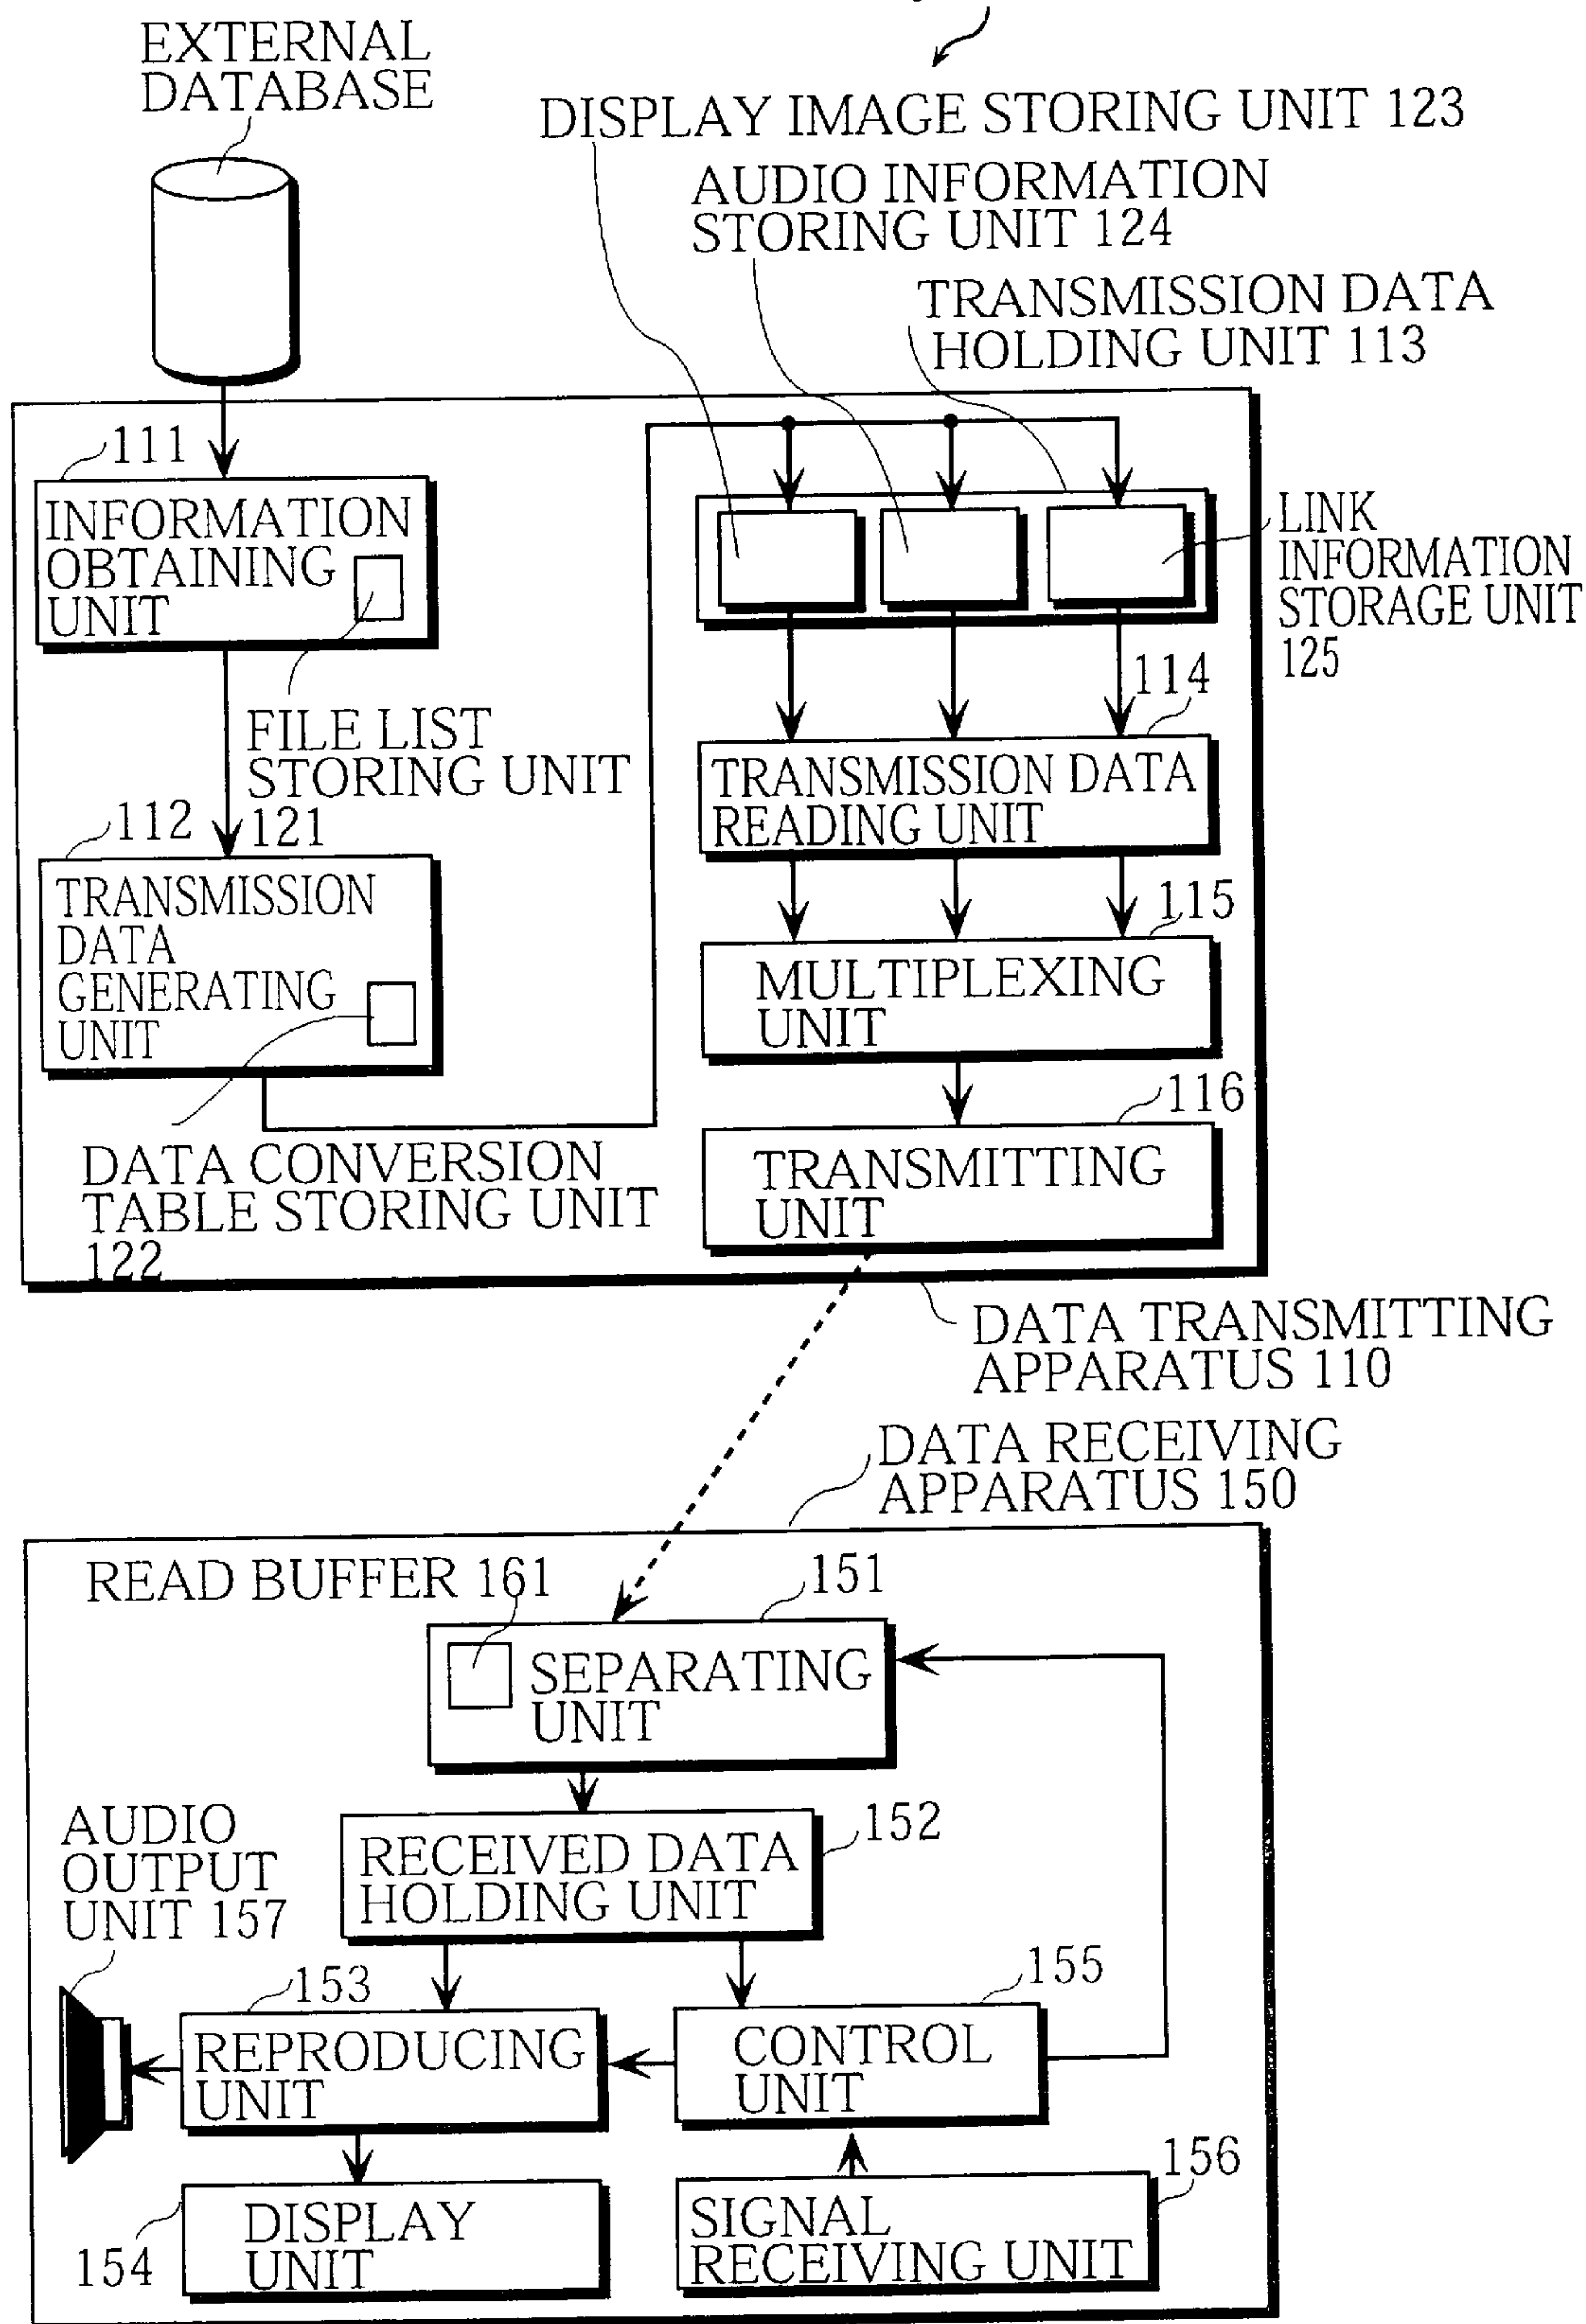 EXTERNAL
DATABASE
DISPLAY IMAGE STORING UNIT 123
AUDIO INFORMATION
STORING UNIT 124
TRANSMISSION DATA
HOLDING UNIT 113
111
INFORMATION
OBTAINING
UNIT
LINK
INFORMATION
STORAGE UNIT
125
FILE LIST
STORING UNIT
121
114
TRANSMISSION DATA
READING UNIT
112
TRANSMISSION
DATA
GENERATING
UNIT
115
MULTIPLEXING
UNIT
DATA CONVERSION
TABLE STORING UNIT
122
116
TRANSMITTING
UNIT
DATA TRANSMITTING
APPARATUS 110
DATA RECEIVING
APPARATUS 150
READ BUFFER 161
151
SEPARATING
UNIT
152
RECEIVED DATA
HOLDING UNIT
AUDIO
OUTPUT
UNIT 157
153
REPRODUCING
UNIT
155
CONTROL
UNIT
154
DISPLAY
UNIT
156
SIGNAL
RECEIVING UNIT